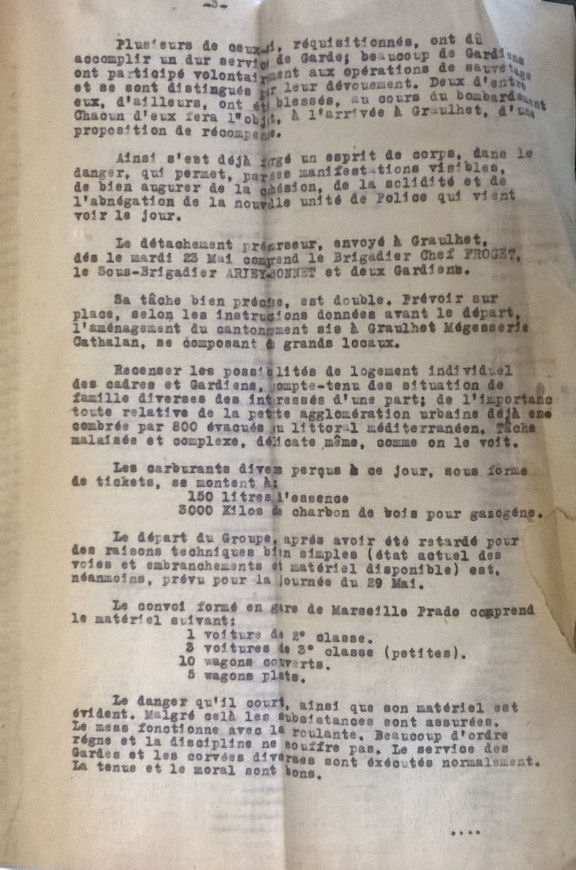 -3-
Plusieurs de ceux-ci, réquisitionnés, ont dû
accomplir un dur service de Garde; beaucoup de Gardiens
ont participé volontairement aux opérations de sauvetage
et se sont distingués par leur dévouement. Deux d'entre
eux, d'ailleurs, ont été blessés, au cours du bombardement
Chacun d'eux fera l'objet, à l'arrivée à Graulhet, d'une
proposition de récompense.
Ainsi s'est déjà forgé un esprit de corps, dans le
danger, qui permet, par ses manifestations visibles,
de bien augurer de la cohésion, de la solidité et de
l'abnégation de la nouvelle unité de Police qui vient
voir le jour.
Le détachement précurseur, envoyé à Graulhet,
dés le mardi 23 Mai comprend le Brigadier Chef FROGET,
le Sous-Brigadier ARJEY-BONNET et deux Gardiens.
Sa tâche bien précise, est double. Prévoir sur
place, selon les instructions données avant le départ,
l'aménagement du cantonnement sis à Graulhet Mégesserie
Cathalan, se composant de grands locaux.
Recenser les possibilités de logement individuel
des cadres et Gardiens, compte-tenu des situation de
famille diverses des intéressés d'une part; de l'importanc
toute relative de la petite agglomération urbaine déjà enc
combrée par 800 évacués du littoral méditerranéen. Tâche
malaisée et complexe, délicate même, comme on le voit.
Les carburants divers perçus à ce jour, sous forme
de tickets, se montent à:
150 litres d'essence
3000 Kilos de charbon de bois pour gazogéne.
Le départ du Groupe, aprés avoir été retardé pour
des raisons techniques bien simples (état actuel des
voies et embranchements et matériel disponible) est,
néanmoins, prévu pour la journée du 29 Mai.
Le convoi formé en gare de Marseille Prado comprend
le matériel suivant:
1 voiture de 2° classe.
3 voitures de 3° classe (petites).
10 wagons couverts.
5 wagons plats.
Le danger qu'il court, ainsi que son matériel est
évident. Malgré celà les subsistances sont assurées.
Le mess fonctionne avec la roulante. Beaucoup d'ordre
régne et la discipline ne souffre pas. Le service des
Gardes et les corvées diverses sont éxécutés normalement.
La tenue et le moral sont bons.
....